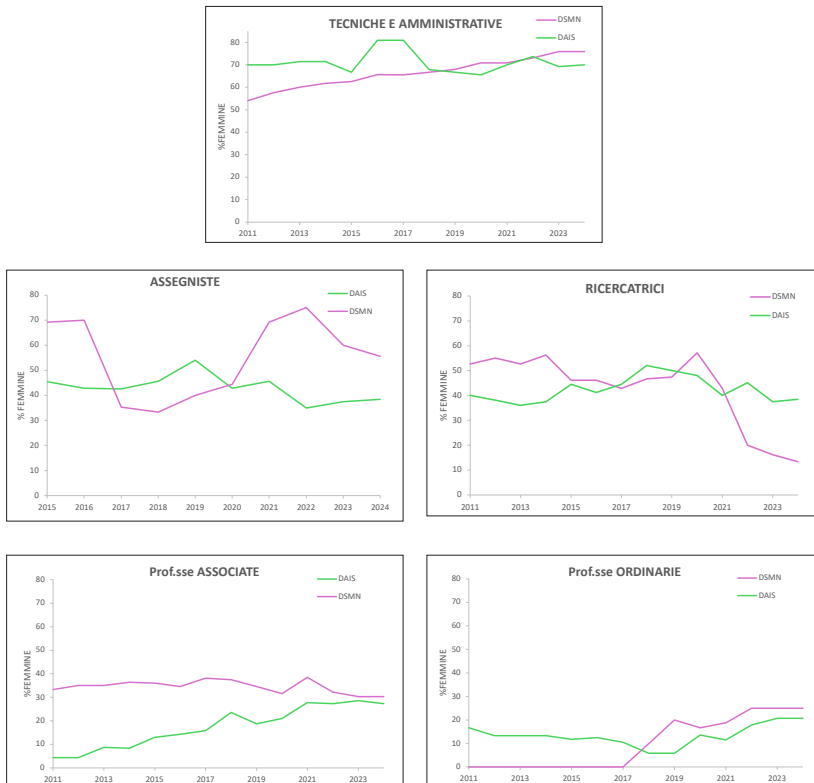 TECNICHE E AMMINISTRATIVE
DSMN
DAIS
%FEMMINE
80
70
60
50
40
30
20
10
0
2011 2013 2015 2017 2019 2021 2023
ASSEGNISTE
DAIS
DSMN
% FEMMINE
80
70
60
50
40
30
20
10
0
2015 2016 2017 2018 2019 2020 2021 2022 2023 2024
RICERCATRICI
DSMN
DAIS
% FEMMINE
80
70
60
50
40
30
20
10
0
2011 2013 2015 2017 2019 2021 2023
Prof.sse ASSOCIATE
DAIS
DSMN
%FEMMINE
80
70
60
50
40
30
20
10
0
2011 2013 2015 2017 2019 2021 2023
Prof.sse ORDINARIE
DSMN
DAIS
%FEMMINE
80
70
60
50
40
30
20
10
0
2011 2013 2015 2017 2019 2021 2023